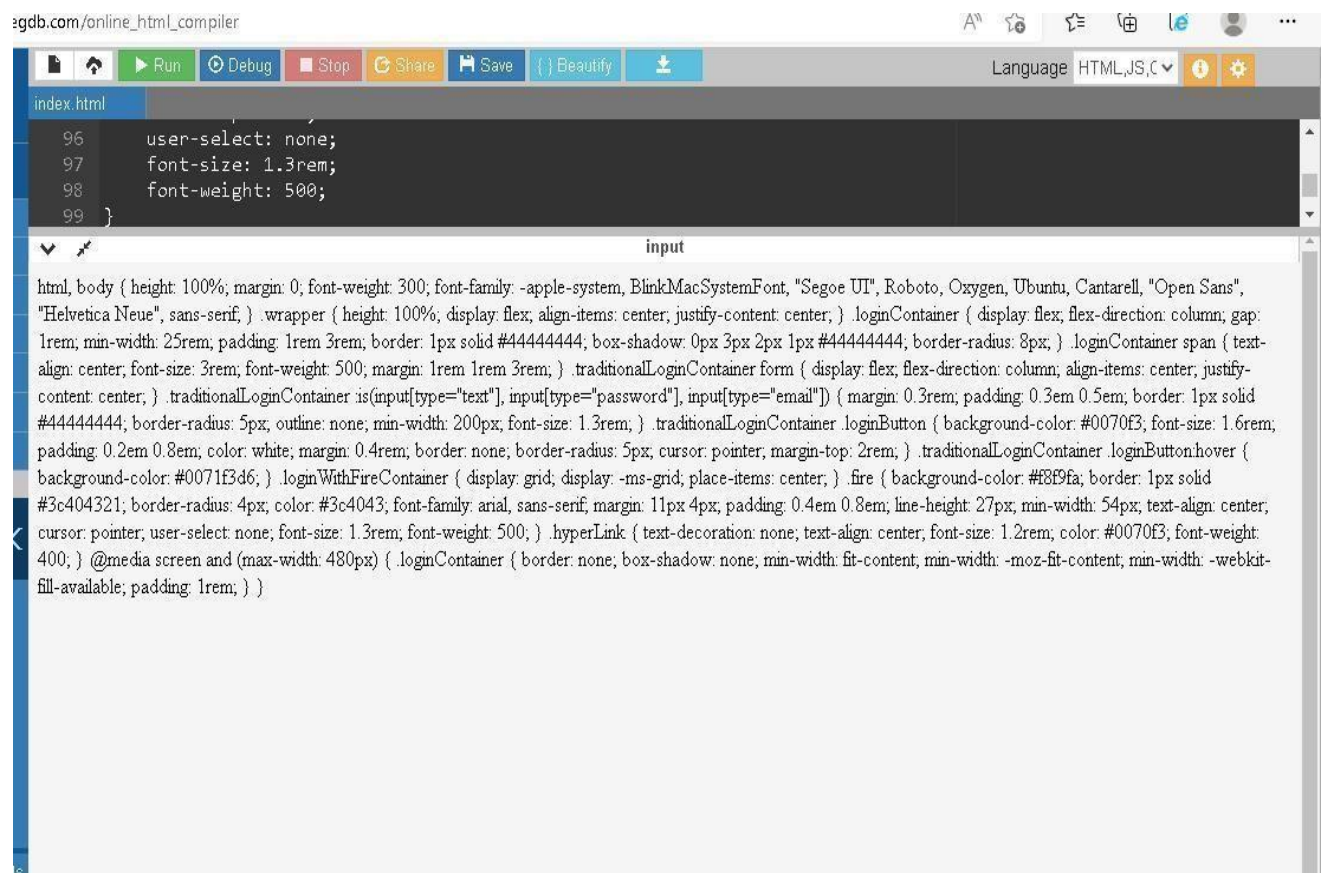 egdb.com/online_html_compiler
Run Debug Stop Share Save { } Beautify Language HTML,JS,C
index.html
96 user-select: none;
97 font-size: 1.3rem;
98 font-weight: 500;
99 }
input
html, body { height: 100%; margin: 0; font-weight: 300; font-family: -apple-system, BlinkMacSystemFont, "Segoe UI", Roboto, Oxygen, Ubuntu, Cantarell, "Open Sans",
"Helvetica Neue", sans-serif; } .wrapper { height: 100%; display: flex; align-items: center; justify-content: center; } .loginContainer { display: flex; flex-direction: column; gap:
1rem; min-width: 25rem; padding: 1rem 3rem; border: 1px solid #44444444; box-shadow: 0px 3px 2px 1px #44444444; border-radius: 8px; } .loginContainer span { text-
align: center; font-size: 3rem; font-weight: 500; margin: 1rem 1rem 3rem; } .traditionalLoginContainer form { display: flex; flex-direction: column; align-items: center; justify-
content: center; } .traditionalLoginContainer :is(input[type="text"], input[type="password"], input[type="email"]) { margin: 0.3rem; padding: 0.3em 0.5em; border: 1px solid
#44444444; border-radius: 5px; outline: none; min-width: 200px; font-size: 1.3rem; } .traditionalLoginContainer .loginButton { background-color: #0070f3; font-size: 1.6rem;
padding: 0.2em 0.8em; color: white; margin: 0.4rem; border: none; border-radius: 5px; cursor: pointer; margin-top: 2rem; } .traditionalLoginContainer .loginButton:hover {
background-color: #0071f3d6; } .loginWithFireContainer { display: grid; display: -ms-grid; place-items: center; } .fire { background-color: #f8f9fa; border: 1px solid
#3c404321; border-radius: 4px; color: #3c4043; font-family: arial, sans-serif; margin: 11px 4px; padding: 0.4em 0.8em; line-height: 27px; min-width: 54px; text-align: center;
cursor: pointer; user-select: none; font-size: 1.3rem; font-weight: 500; } .hyperLink { text-decoration: none; text-align: center; font-size: 1.2rem; color: #0070f3; font-weight:
400; } @media screen and (max-width: 480px) { .loginContainer { border: none; box-shadow: none; min-width: fit-content; min-width: -moz-fit-content; min-width: -webkit-
fill-available; padding: 1rem; } }